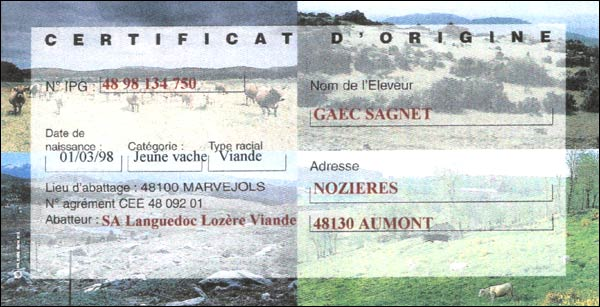 CERTIFICAT D'ORIGINE
N° IPG : 48 98 134 750
Nom de l'Eleveur
GAEC SAGNET
Date de naissance :
01/03/98
Catégorie :
Jeune vache
Type racial
Viande
Lieu d'abattage : 48100 MARVEJOLS
N° agrément CEE 48 092 01
Abatteur : SA Languedoc Lozère Viande
Adresse
NOZIERES
48130 AUMONT